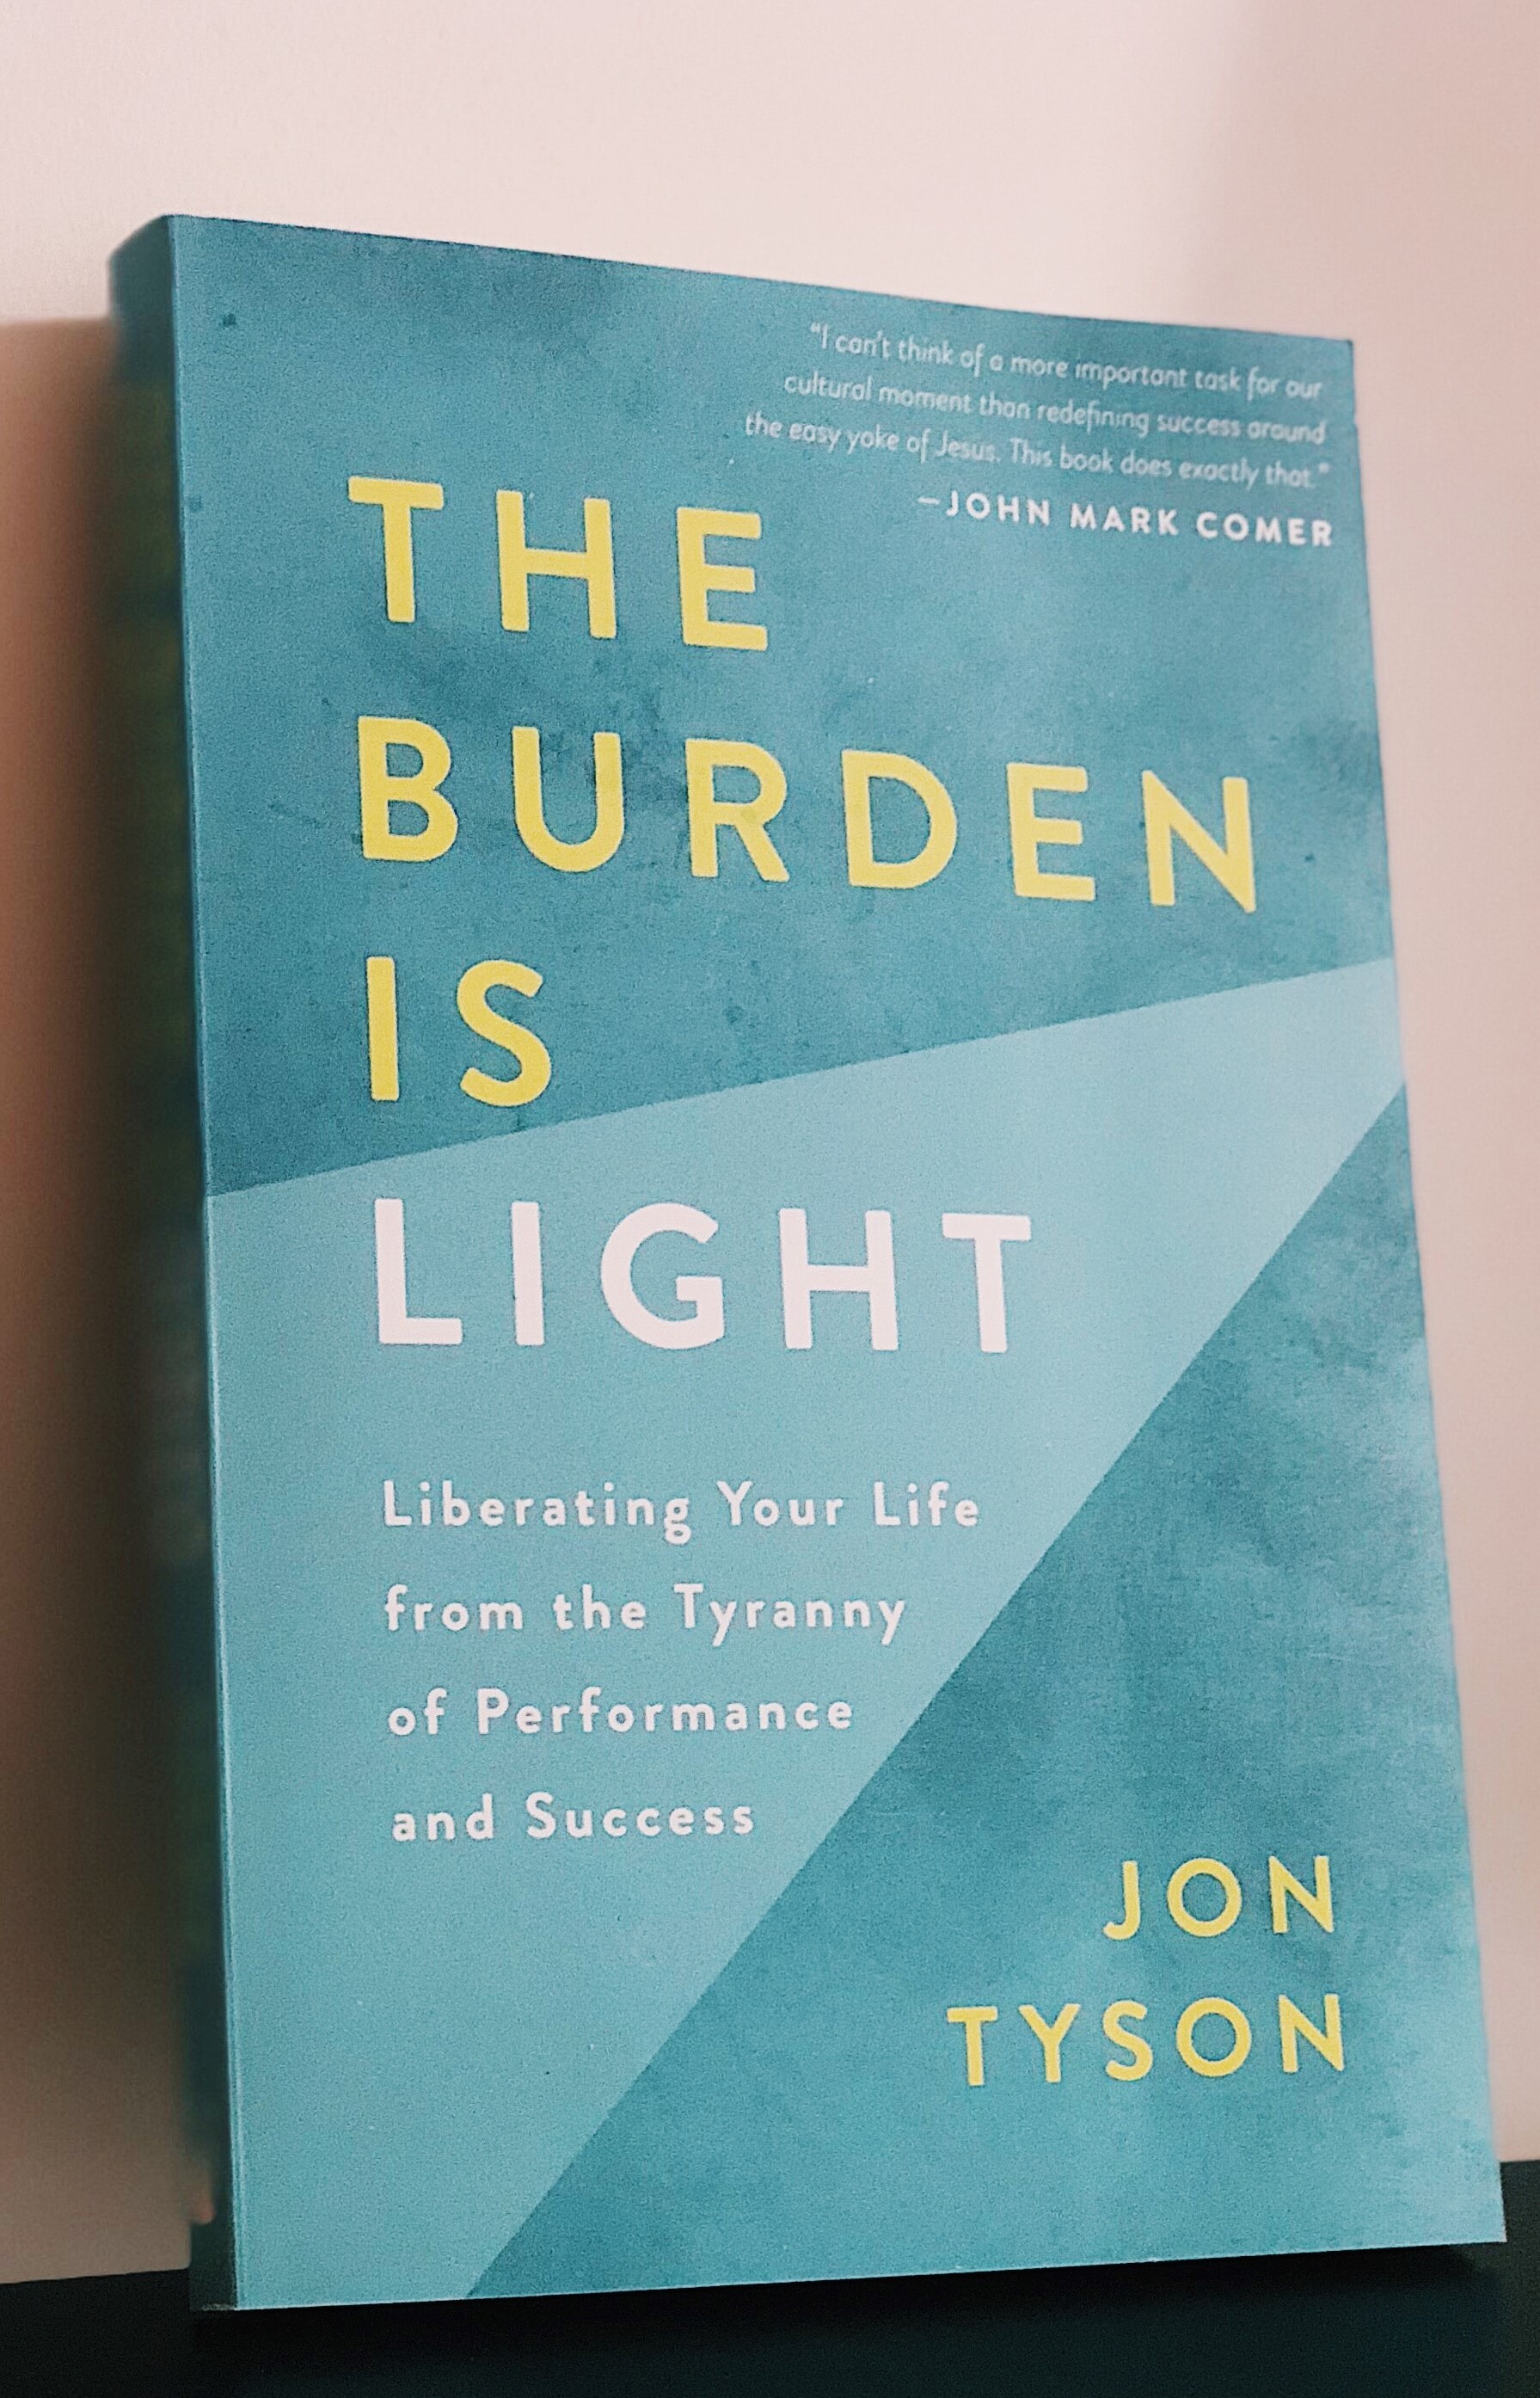 "I can't think of a more important task for our
cultural moment than redefining success around
the easy yoke of Jesus. This book does exactly that."
—JOHN MARK COMER
THE
BURDEN
IS
LIGHT
Liberating Your Life
from the Tyranny
of Performance
and Success
JON
TYSON